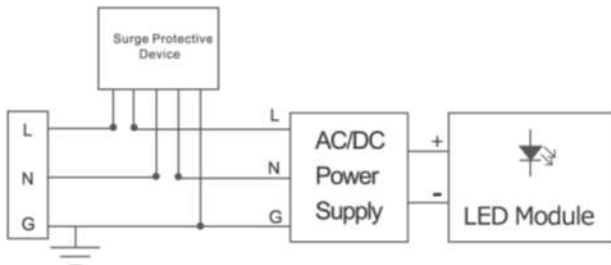 Surge Protective
Device
L
N
G
L
N
G
AC/DC
Power
Supply
+
-
LED Module